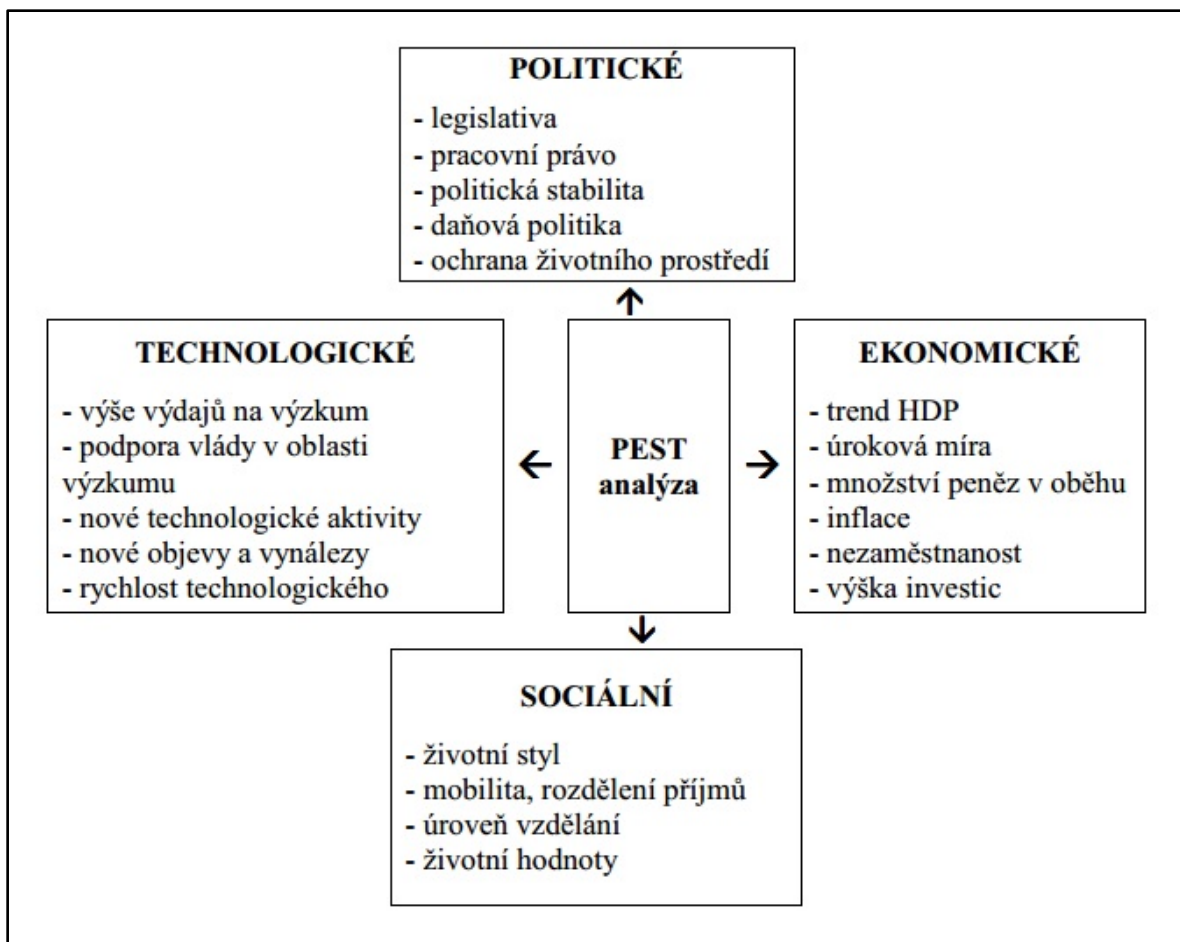 POLITICKÉ
- legislativa
- pracovní právo
- politická stabilita
- daňová politika
- ochrana životního prostředí
TECHNOLOGICKÉ
- výše výdajů na výzkum
- podpora vlády v oblasti
výzkumu
- nové technologické aktivity
- nové objevy a vynálezy
- rychlost technologického
PEST
analýza
EKONOMICKÉ
- trend HDP
- úroková míra
- množství peněz v oběhu
- inflace
- nezaměstnanost
- výška investic
SOCIÁLNÍ
- životní styl
- mobilita, rozdělení příjmů
- úroveň vzdělání
- životní hodnoty